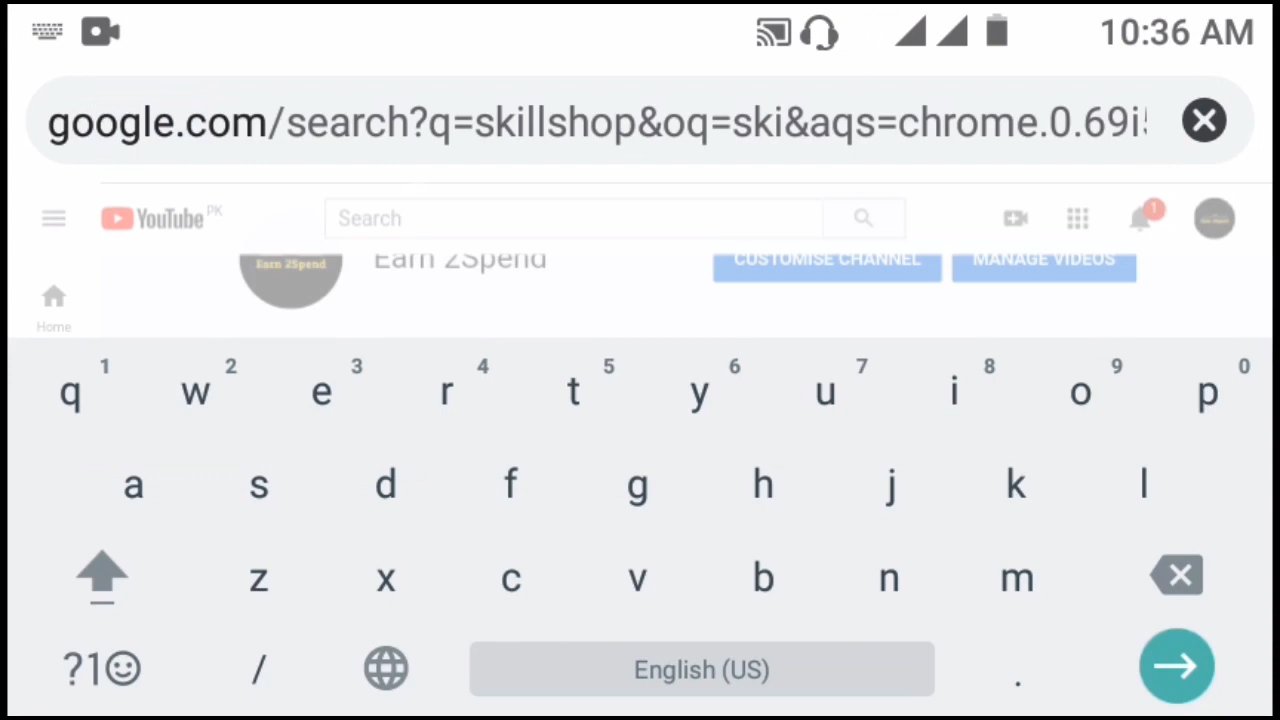 10:36 AM
google.com/search?q=skillshop&oq=ski&aqs=chrome.0.69i
YouTube PK
Search
1
Earn 2Spend
Earn 2Spend
CUSTOMISE CHANNEL
MANAGE VIDEOS
Home
q 1 w 2 e 3 r 4 t 5 y 6 u 7 i 8 o 9 p 0
a s d f g h j k l
z x c v b n m
?1☺ / English (US) .